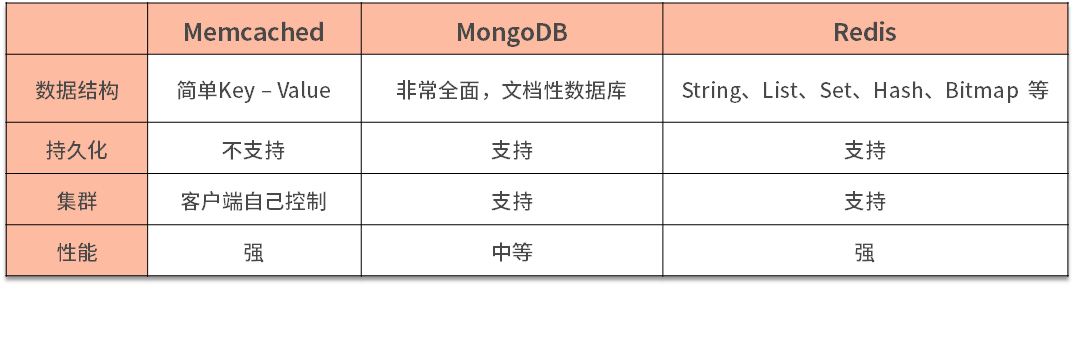 Memcached MongoDB Redis
数据结构 简单Key – Value 非常全面，文档性数据库 String、List、Set、Hash、Bitmap 等
持久化 不支持 支持 支持
集群 客户端自己控制 支持 支持
性能 强 中等 强